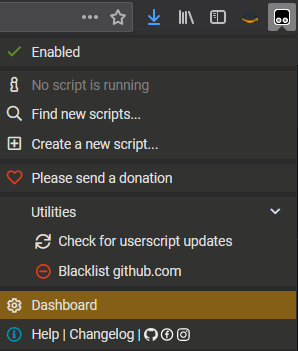 Enabled
No script is running
Find new scripts...
Create a new script...
Please send a donation
Utilities
Check for userscript updates
Blacklist github.com
Dashboard
Help | Changelog |